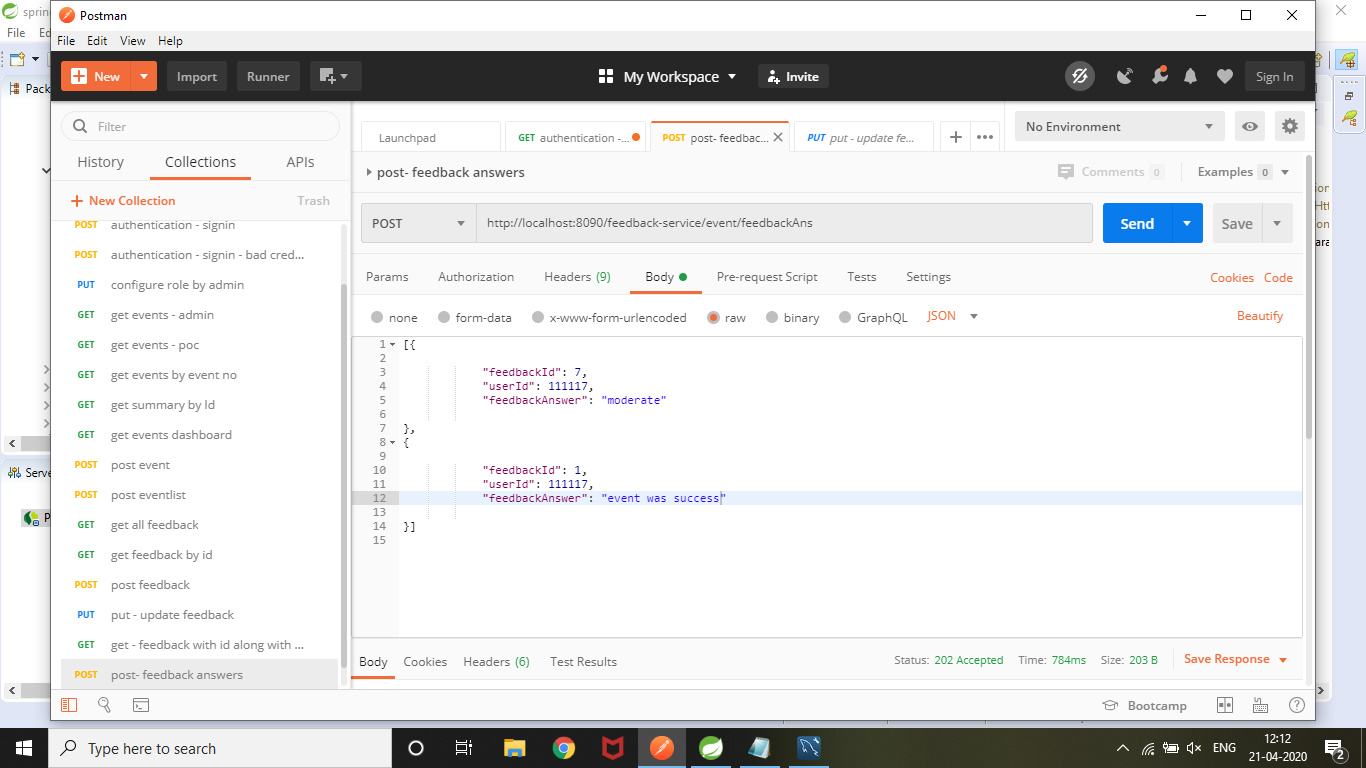 sprin
Postman
File Ed
File Edit View Help
New
Import
Runner
My Workspace
Invite
Sign In
Pack
Filter
History
Collections
APIs
New Collection
Trash
POST authentication - signin
POST authentication - signin - bad cred...
PUT configure role by admin
GET get events - admin
GET get events - poc
GET get events by event no
GET get summary by Id
GET get events dashboard
POST post event
POST post eventlist
GET get all feedback
GET get feedback by id
POST post feedback
PUT put - update feedback
GET get - feedback with id along with ...
POST post- feedback answers
Serve
P
Launchpad
GET authentication -...
POST post- feedbac...
PUT put - update fe...
No Environment
post- feedback answers
Comments 0
Examples 0
POST
http://localhost:8090/feedback-service/event/feedbackAns
Send
Save
Params
Authorization
Headers (9)
Body
Pre-request Script
Tests
Settings
Cookies
Code
none
form-data
x-www-form-urlencoded
raw
binary
GraphQL
JSON
Beautify
1 [{
2
3 "feedbackId": 7,
4 "userId": 111117,
5 "feedbackAnswer": "moderate"
6
7 },
8 {
9
10 "feedbackId": 1,
11 "userId": 111117,
12 "feedbackAnswer": "event was success"
13
14 }]
15
Body
Cookies
Headers (6)
Test Results
Status: 202 Accepted
Time: 784ms
Size: 203 B
Save Response
Bootcamp
ion
Htt
ion
ara
Type here to search
ENG
12:12
21-04-2020
2